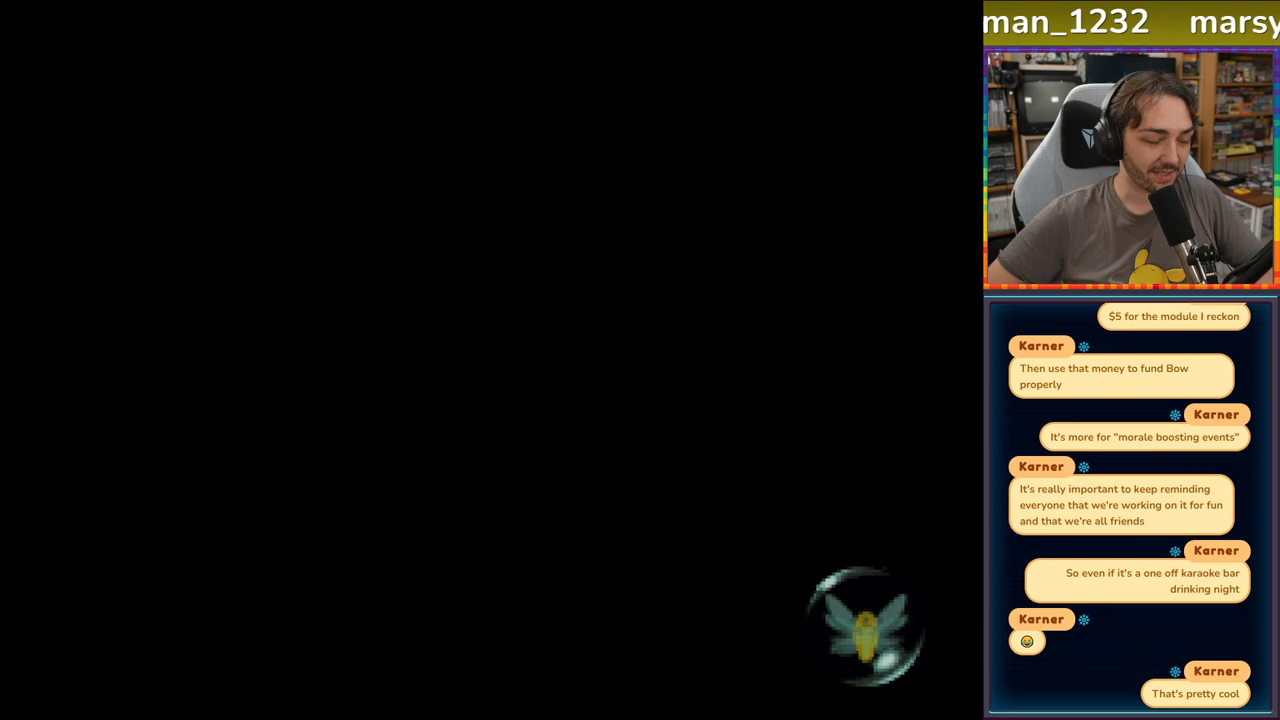 man_1232 marsy
$5 for the module I reckon
Karner
Then use that money to fund Bow
properly
Karner
It's more for "morale boosting events"
Karner
It's really important to keep reminding
everyone that we're working on it for fun
and that we're all friends
Karner
So even if it's a one off karaoke bar
drinking night
Karner
Karner
That's pretty cool